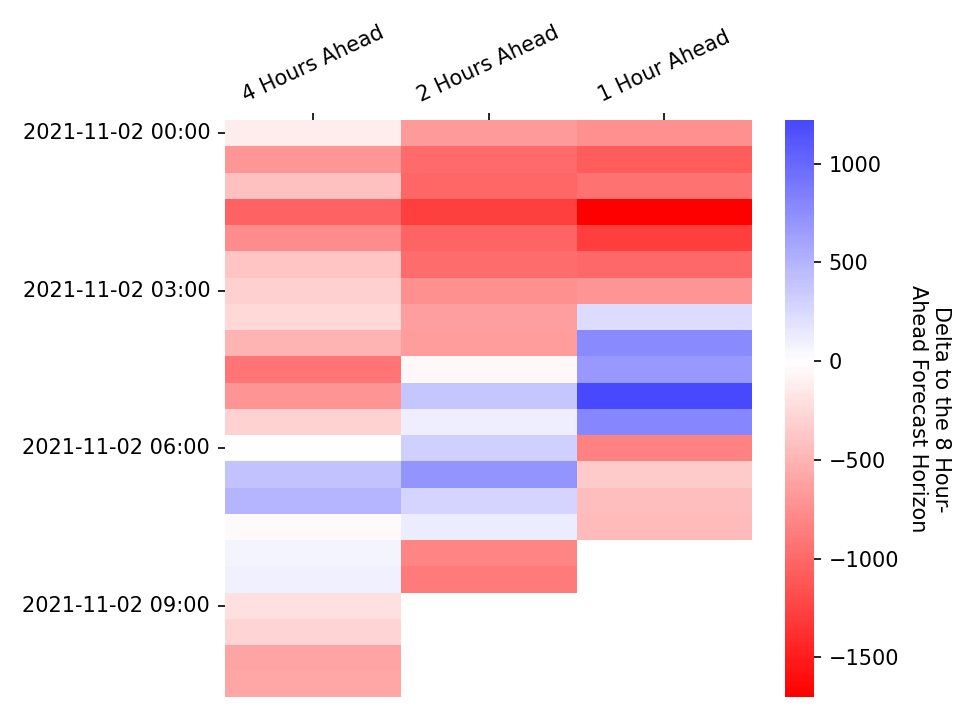 4 Hours Ahead
2 Hours Ahead
1 Hour Ahead
2021-11-02 00:00
2021-11-02 03:00
2021-11-02 06:00
2021-11-02 09:00
1000
500
0
−500
−1000
−1500
Delta to the 8 Hour-
Ahead Forecast Horizon